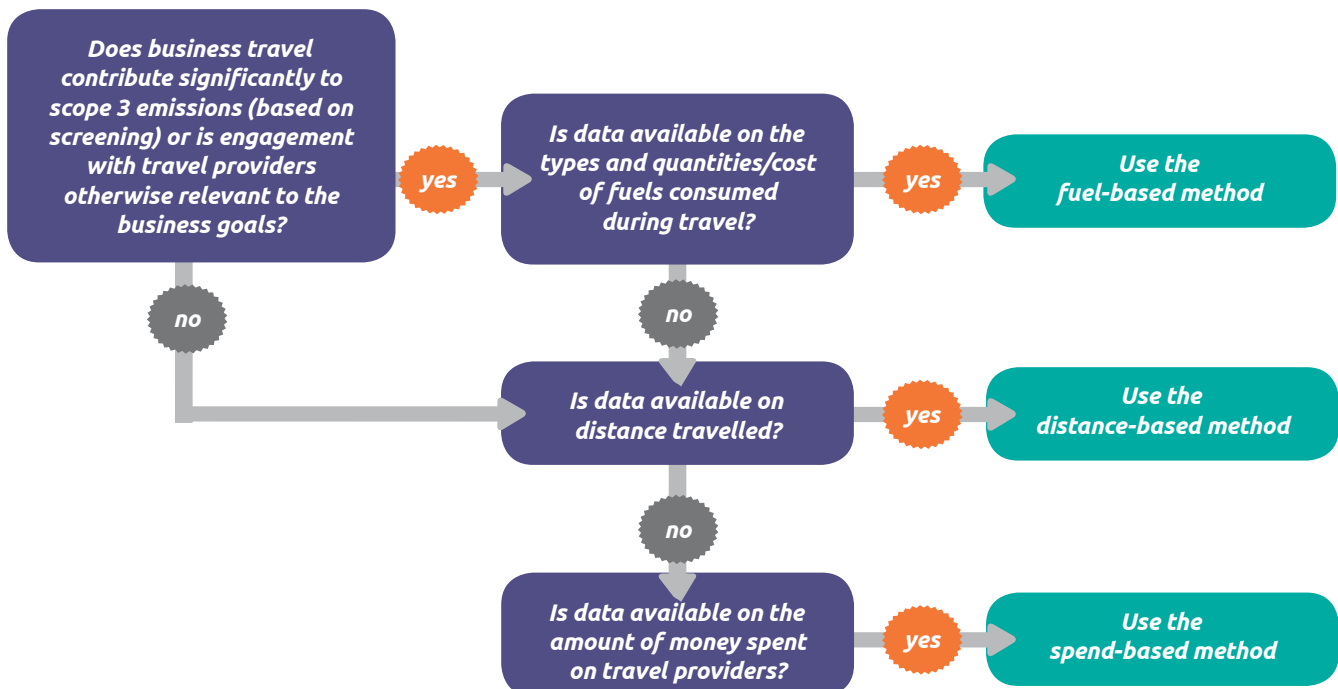 Does business travel
contribute significantly to
scope 3 emissions (based on
screening) or is engagement
with travel providers
otherwise relevant to the
business goals?
yes
Is data available on the
types and quantities/cost
of fuels consumed
during travel?
yes
Use the
fuel-based method
no
no
Is data available on
distance travelled?
yes
Use the
distance-based method
no
Is data available on the
amount of money spent
on travel providers?
yes
Use the
spend-based method